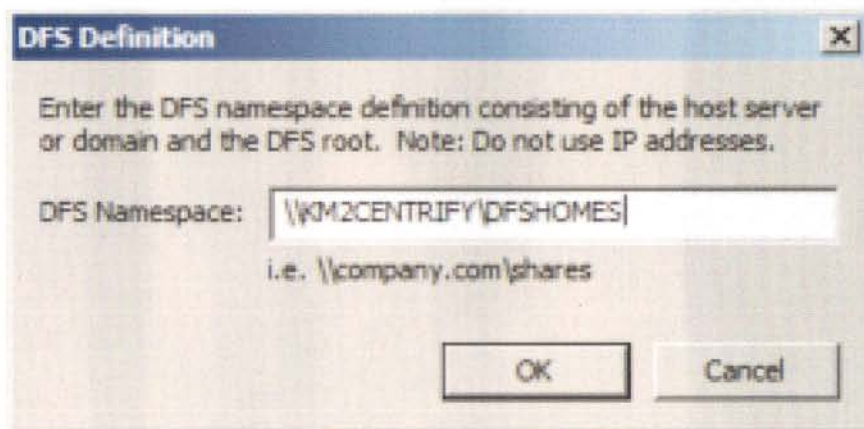 DFS Definition
Enter the DFS namespace definition consisting of the host server
or domain and the DFS root. Note: Do not use IP addresses.
DFS Namespace: \\KM2CENTRIFY\DFSHOMES
i.e. \\company.com\shares
OK Cancel